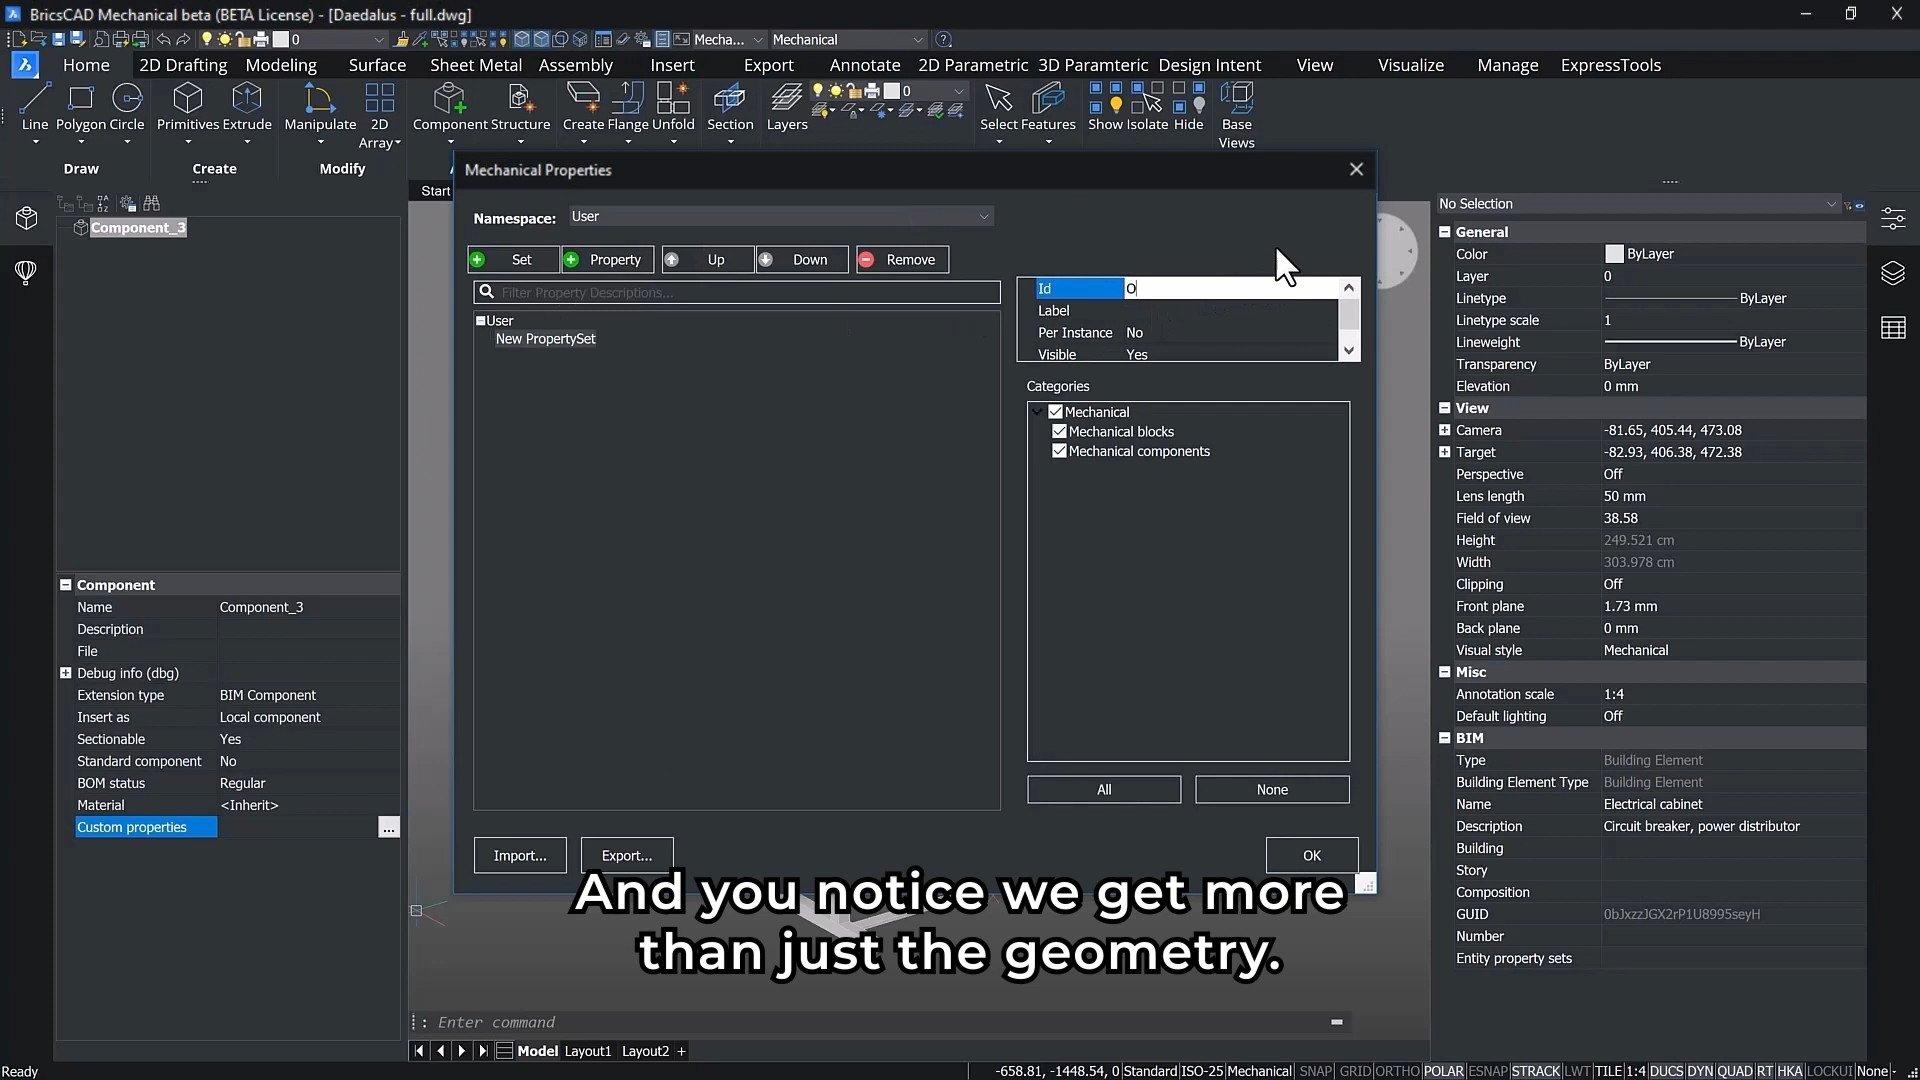 BricsCAD Mechanical beta (BETA License) - [Daedalus - full.dwg]
0 Mecha... Mechanical
Home 2D Drafting Modeling Surface Sheet Metal Assembly Insert Export Annotate 2D Parametric 3D Paramteric Design Intent View Visualize Manage ExpressTools
0
Line Polygon Circle Primitives Extrude Manipulate 2D Array Component Structure Create Flange Unfold Section Layers Select Features Show Isolate Hide Base Views
Draw Create Modify
Start
Component_3
Component
Name Component_3
Description
File
Debug info (dbg)
Extension type BIM Component
Insert as Local component
Sectionable Yes
Standard component No
BOM status Regular
Material <Inherit>
Custom properties ...
Mechanical Properties
Namespace: User
Set Property Up Down Remove
Filter Property Descriptions...
User
New PropertySet
Id O
Label
Per Instance No
Visible Yes
Categories
Mechanical
Mechanical blocks
Mechanical components
All None
Import... Export... OK
And you notice we get more
than just the geometry.
: Enter command
Model Layout1 Layout2 +
No Selection
General
Color ByLayer
Layer 0
Linetype ByLayer
Linetype scale 1
Lineweight ByLayer
Transparency ByLayer
Elevation 0 mm
View
Camera -81.65, 405.44, 473.08
Target -82.93, 406.38, 472.38
Perspective Off
Lens length 50 mm
Field of view 38.58
Height 249.521 cm
Width 303.978 cm
Clipping Off
Front plane 1.73 mm
Back plane 0 mm
Visual style Mechanical
Misc
Annotation scale 1:4
Default lighting Off
BIM
Type Building Element
Building Element Type Building Element
Name Electrical cabinet
Description Circuit breaker, power distributor
Building
Story
Composition
GUID 0bJxzzJGX2rP1U8995seyH
Number
Entity property sets
Ready -658.81, -1448.54, 0 Standard ISO-25 Mechanical SNAP GRID ORTHO POLAR ESNAP STRACK LWT TILE 1:4 DUCS DYN QUAD RT HKA LOCKUI None